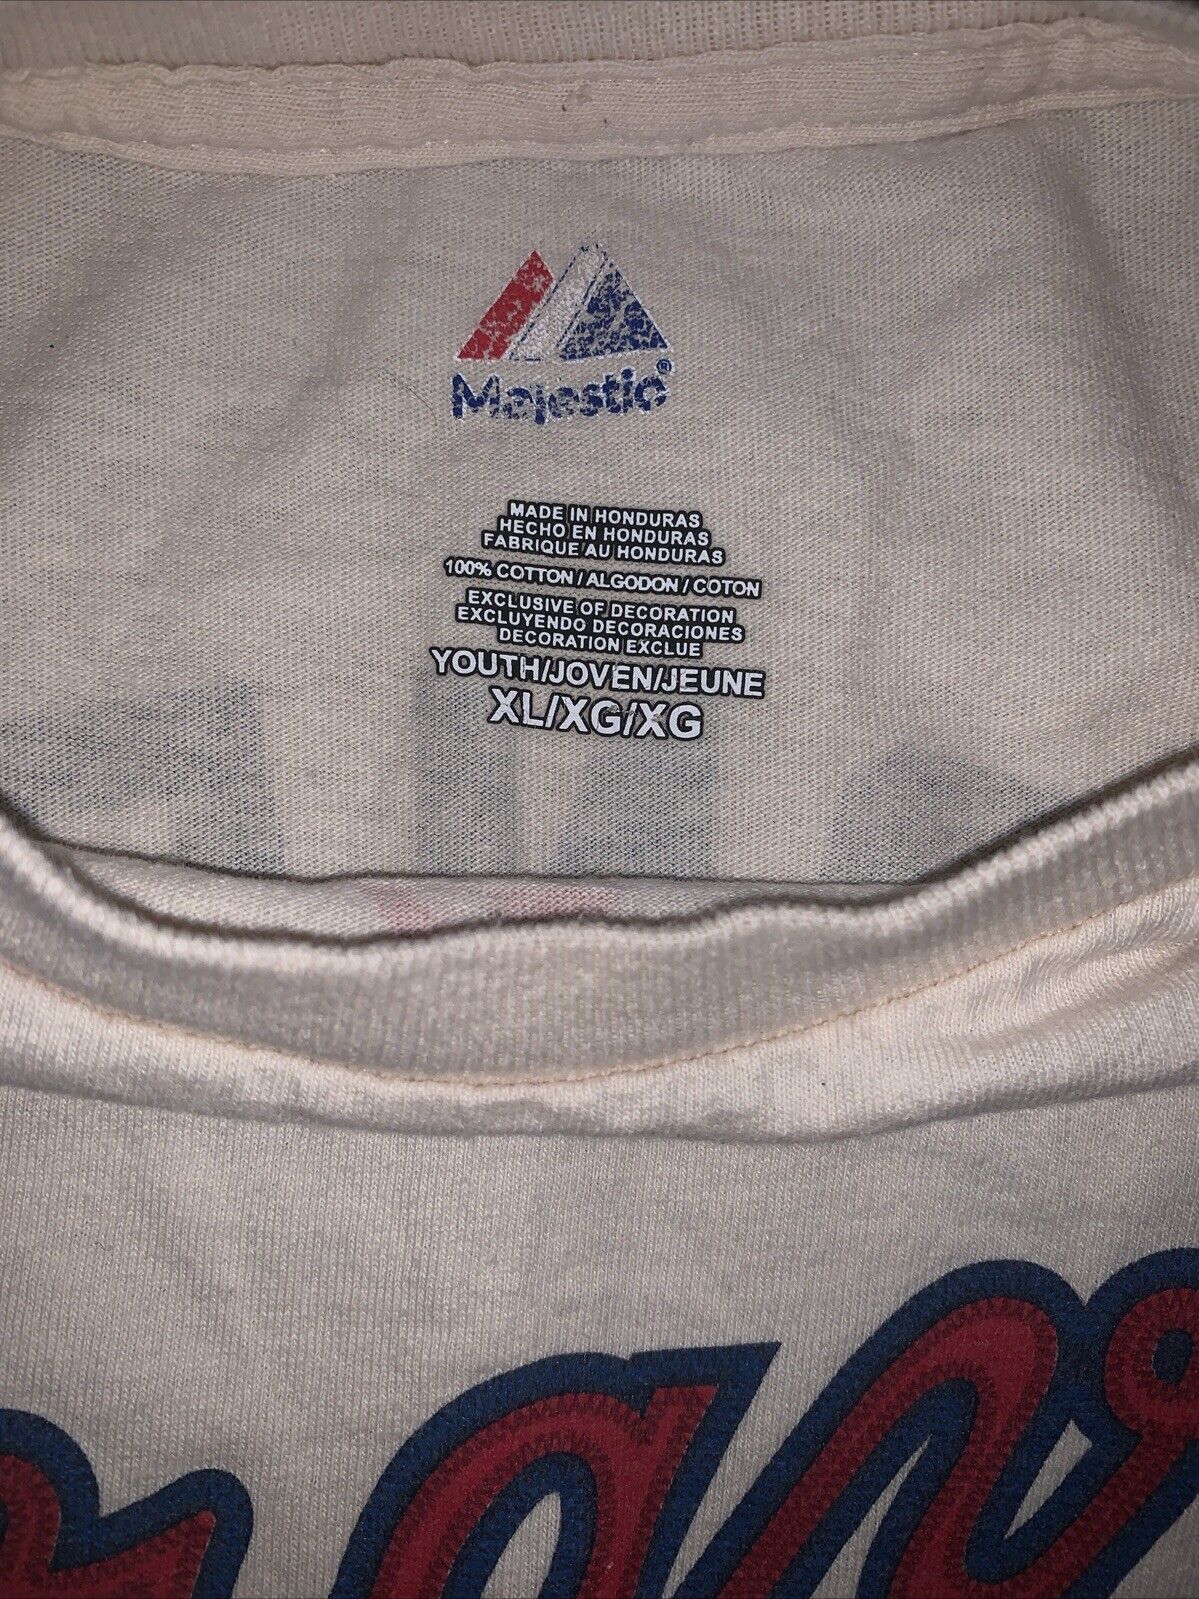 Majestic®
MADE IN HONDURAS
HECHO EN HONDURAS
FABRIQUE AU HONDURAS
100% COTTON / ALGODON / COTON
EXCLUSIVE OF DECORATION
EXCLUYENDO DECORACIONES
DECORATION EXCLUE
YOUTH/JOVEN/JEUNE
XL/XG/XG